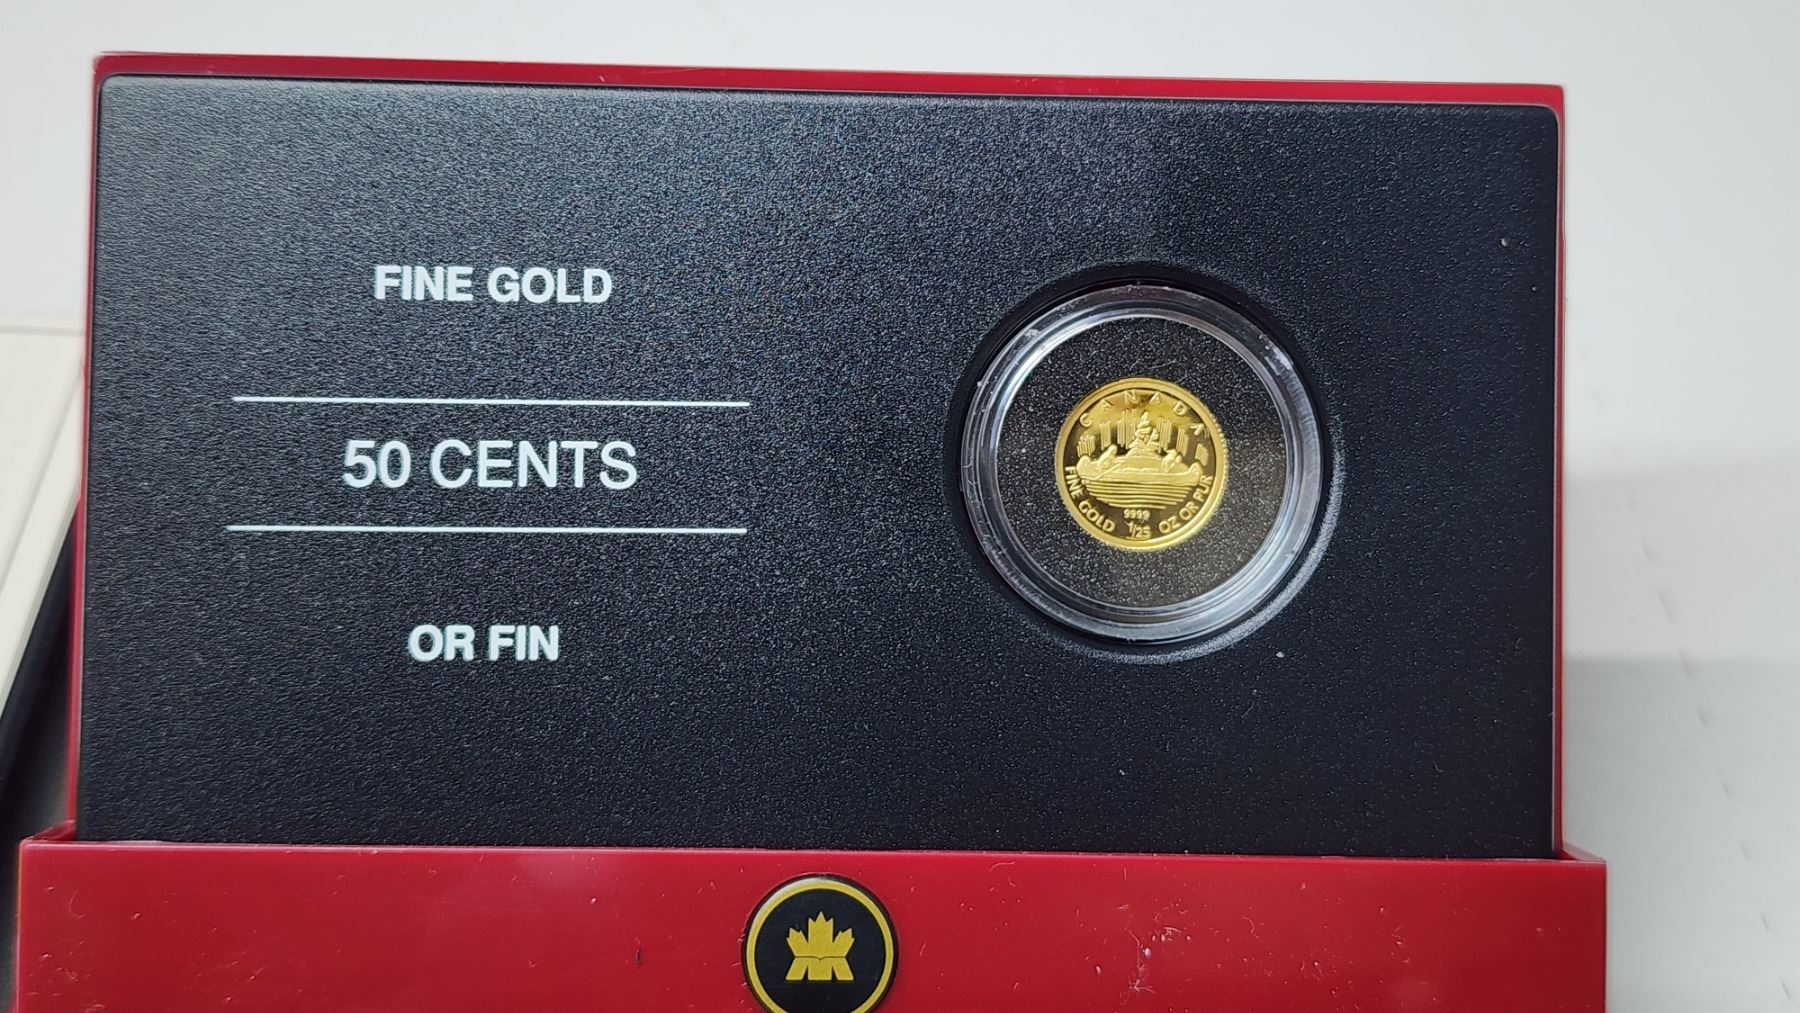 FINE GOLD
50 CENTS
OR FIN
CANADA
FINE GOLD 1/25 OZ OR PUR
9999